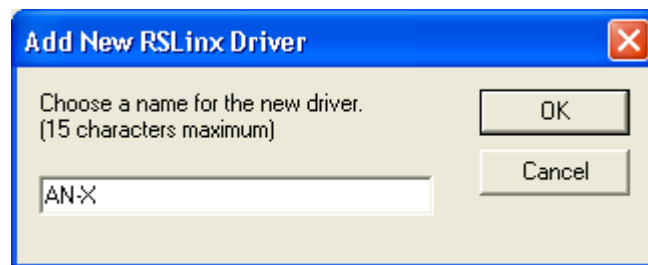 Add New RSLinx Driver
Choose a name for the new driver.
(15 characters maximum)
OK
Cancel
AN-X